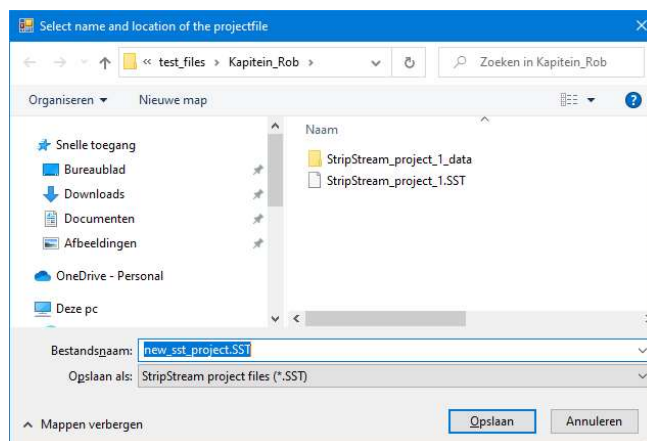 Select name and location of the projectfile
« test_files › Kapitein_Rob ›
Zoeken in Kapitein_Rob
Organiseren
Nieuwe map
Snelle toegang
Bureaublad
Downloads
Documenten
Afbeeldingen
OneDrive - Personal
Deze pc
Naam
StripStream_project_1_data
StripStream_project_1.SST
Bestandsnaam: new_sst_project.SST
Opslaan als: StripStream project files (*.SST)
Mappen verbergen
Opslaan
Annuleren